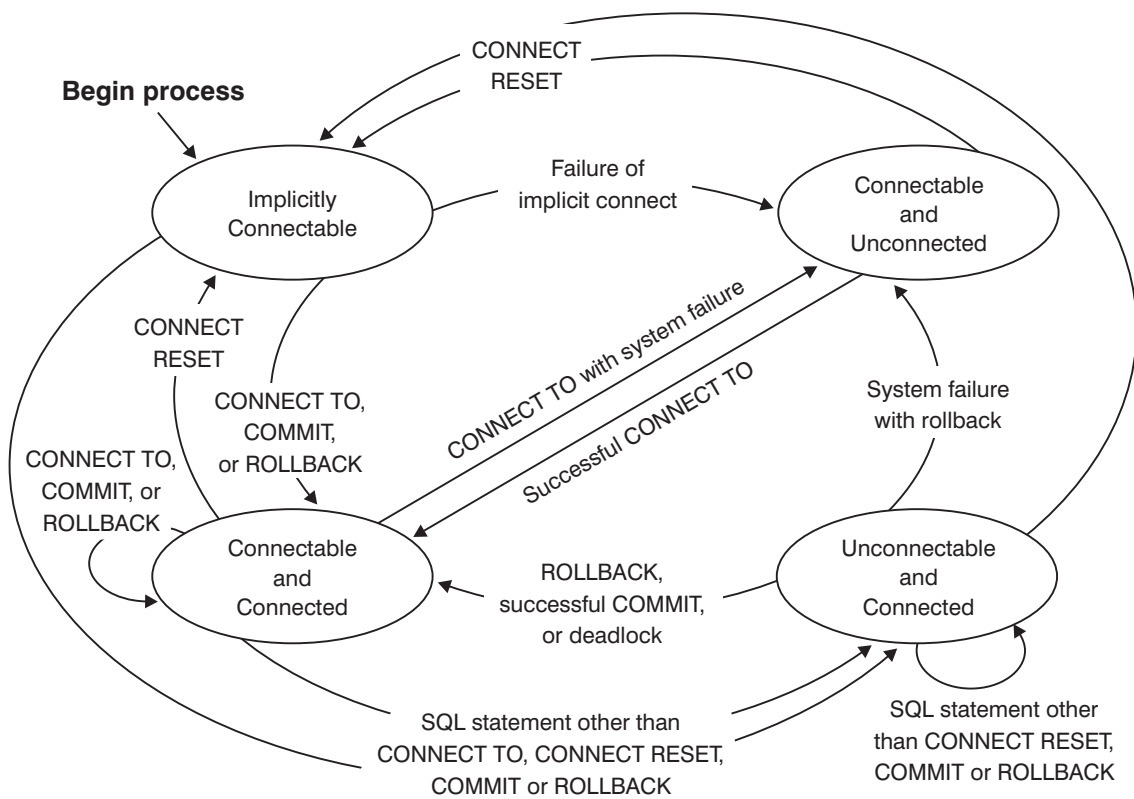 CONNECT
RESET
Begin process
Implicitly
Connectable
Failure of
implicit connect
Connectable
and
Unconnected
CONNECT
RESET
CONNECT TO,
COMMIT,
or ROLLBACK
CONNECT TO with system failure
Successful CONNECT TO
System failure
with rollback
CONNECT TO,
COMMIT, or
ROLLBACK
Connectable
and
Connected
ROLLBACK,
successful COMMIT,
or deadlock
Unconnectable
and
Connected
SQL statement other than
CONNECT TO, CONNECT RESET,
COMMIT or ROLLBACK
SQL statement other
than CONNECT RESET,
COMMIT or ROLLBACK